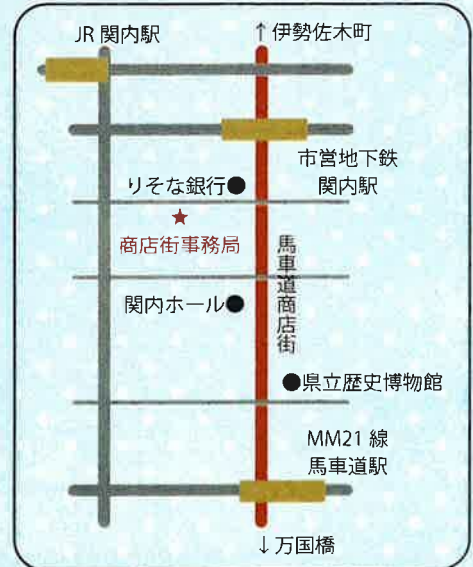 JR 関内駅
↑伊勢佐木町
市営地下鉄
関内駅
りそな銀行●
★
商店街事務局
馬車道商店街
関内ホール●
●県立歴史博物館
MM21 線
馬車道駅
↓万国橋